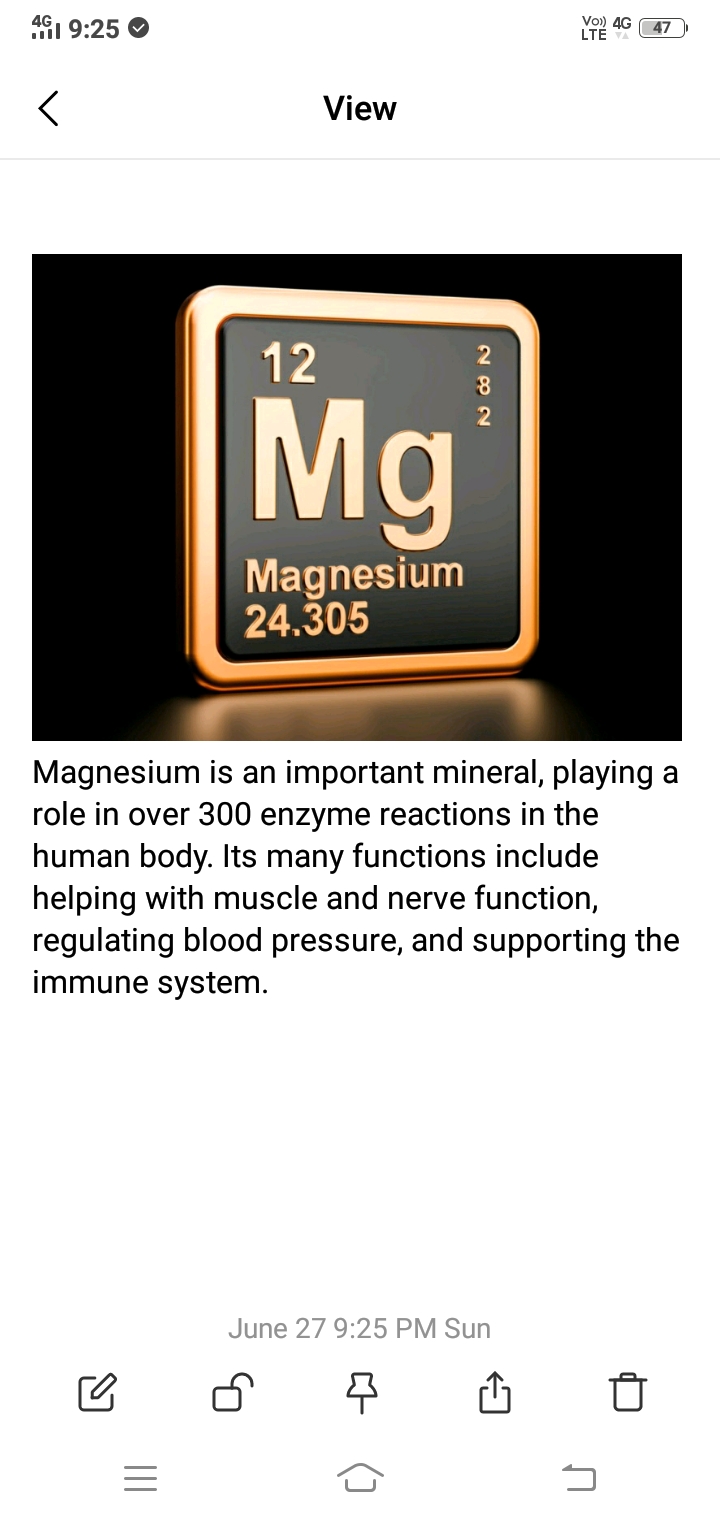 4G 9:25 Vo)) LTE 4G 47
View
12
2
8
2
Mg
Magnesium
24.305
Magnesium is an important mineral, playing a
role in over 300 enzyme reactions in the
human body. Its many functions include
helping with muscle and nerve function,
regulating blood pressure, and supporting the
immune system.
June 27 9:25 PM Sun